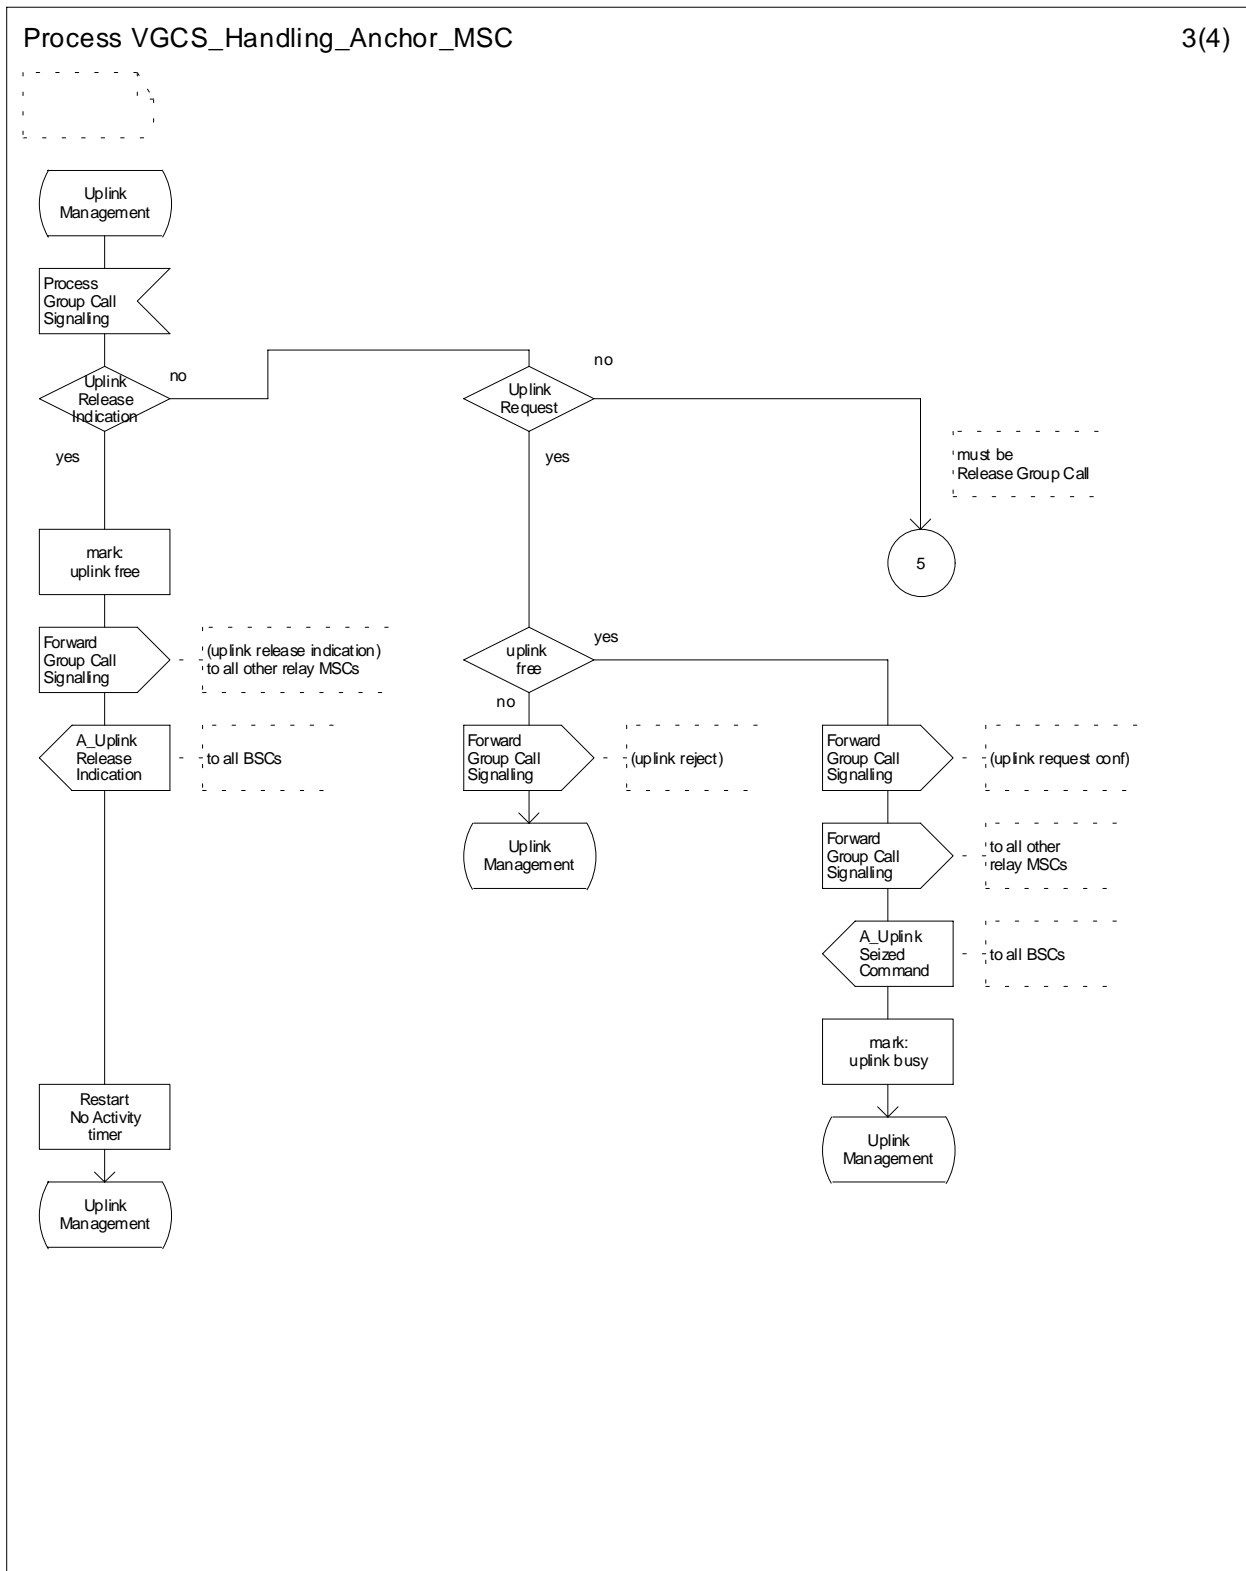 Process VGCS_Handling_Anchor_MSC
3(4)
Uplink
Management
Process
Group Call
Signalling
Uplink
Release
Indication
no
yes
Uplink
Request
no
yes
must be
Release Group Call
5
mark:
uplink free
Forward
Group Call
Signalling
(uplink release indication)
to all other relay MSCs
A_Uplink
Release
Indication
to all BSCs
uplink
free
yes
no
Forward
Group Call
Signalling
(uplink reject)
Uplink
Management
Forward
Group Call
Signalling
(uplink request conf)
Forward
Group Call
Signalling
to all other
relay MSCs
A_Uplink
Seized
Command
to all BSCs
mark:
uplink busy
Uplink
Management
Restart
No Activity
timer
Uplink
Management